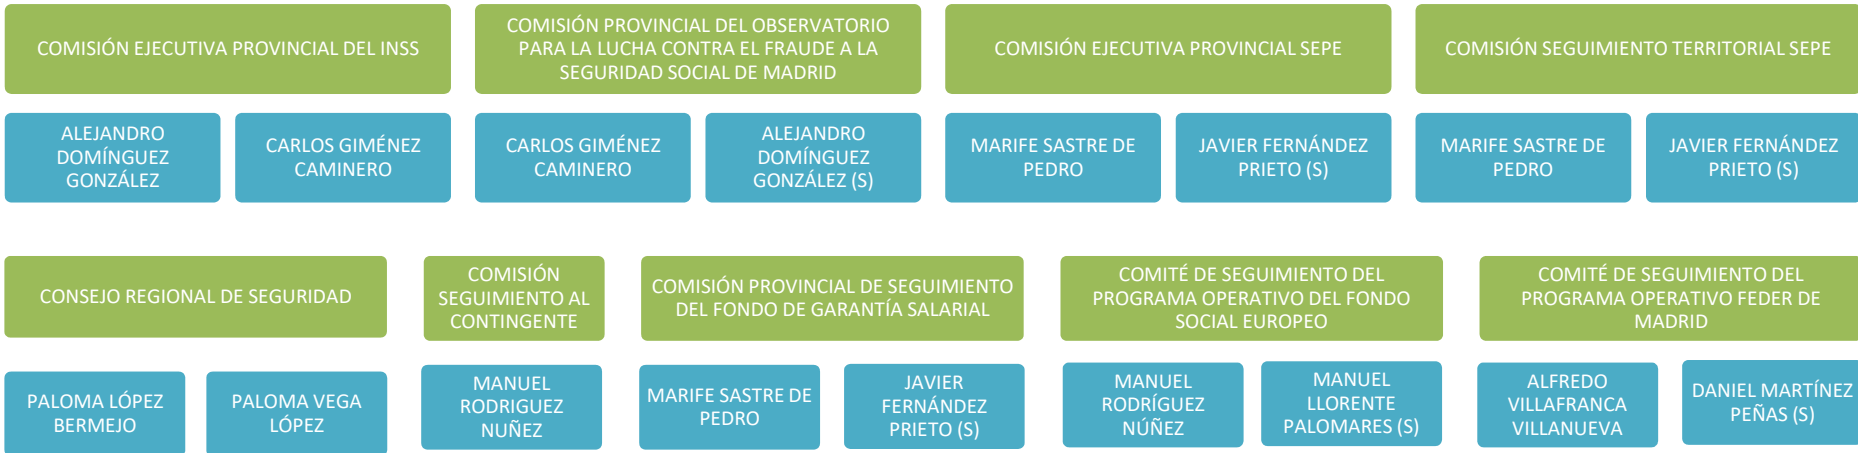 COMISIÓN EJECUTIVA PROVINCIAL DEL INSS
COMISIÓN PROVINCIAL DEL OBSERVATORIO
PARA LA LUCHA CONTRA EL FRAUDE A LA
SEGURIDAD SOCIAL DE MADRID
COMISIÓN EJECUTIVA PROVINCIAL SEPE
COMISIÓN SEGUIMIENTO TERRITORIAL SEPE
ALEJANDRO
DOMÍNGUEZ
GONZÁLEZ
CARLOS GIMÉNEZ
CAMINERO
CARLOS GIMÉNEZ
CAMINERO
ALEJANDRO
DOMÍNGUEZ
GONZÁLEZ (S)
MARIFE SASTRE DE
PEDRO
JAVIER FERNÁNDEZ
PRIETO (S)
MARIFE SASTRE DE
PEDRO
JAVIER FERNÁNDEZ
PRIETO (S)
CONSEJO REGIONAL DE SEGURIDAD
COMISIÓN
SEGUIMIENTO AL
CONTINGENTE
COMISIÓN PROVINCIAL DE SEGUIMIENTO
DEL FONDO DE GARANTÍA SALARIAL
COMITÉ DE SEGUIMIENTO DEL
PROGRAMA OPERATIVO DEL FONDO
SOCIAL EUROPEO
COMITÉ DE SEGUIMIENTO DEL
PROGRAMA OPERATIVO FEDER DE
MADRID
PALOMA LÓPEZ
BERMEJO
PALOMA VEGA
LÓPEZ
MANUEL
RODRIGUEZ
NUÑEZ
MARIFE SASTRE DE
PEDRO
JAVIER
FERNÁNDEZ
PRIETO (S)
MANUEL
RODRÍGUEZ
NÚÑEZ
MANUEL
LLORENTE
PALOMARES (S)
ALFREDO
VILLAFRANCA
VILLANUEVA
DANIEL MARTÍNEZ
PEÑAS (S)